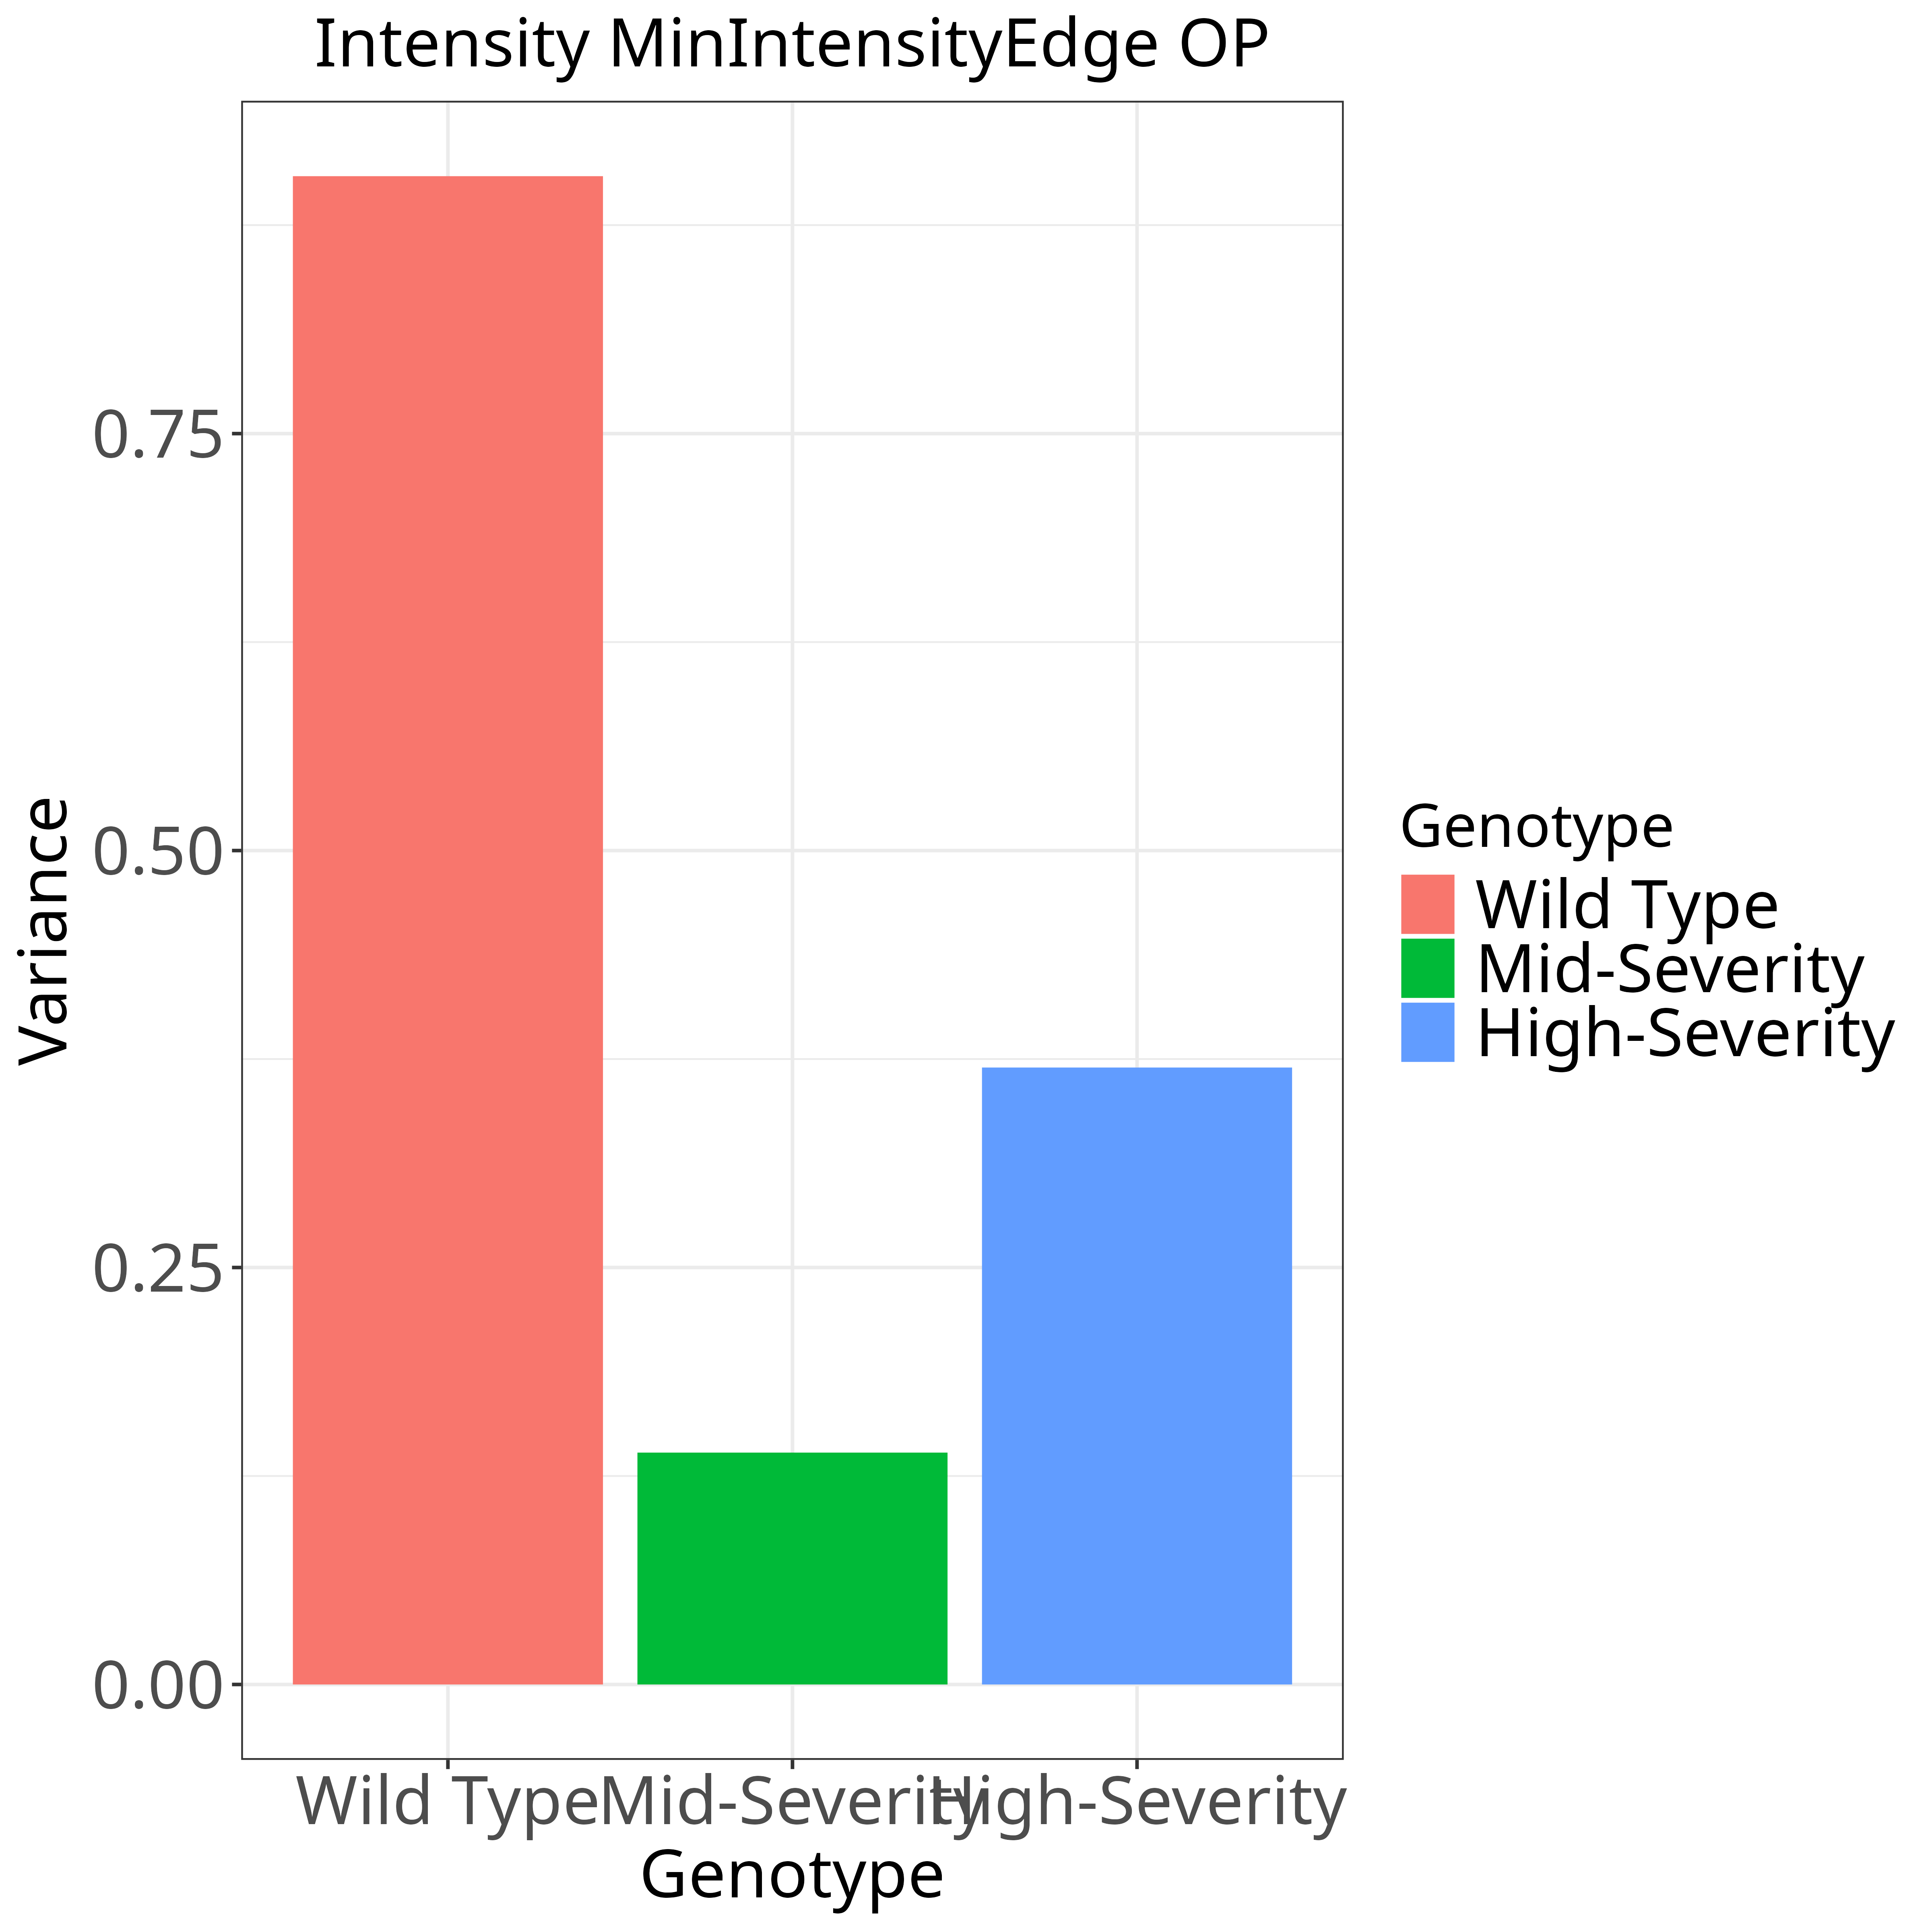 Intensity MinIntensityEdge OP
Variance
0.75
0.50
0.25
0.00
Wild Type Mid-Severity High-Severity
Genotype
Genotype
Wild Type
Mid-Severity
High-Severity